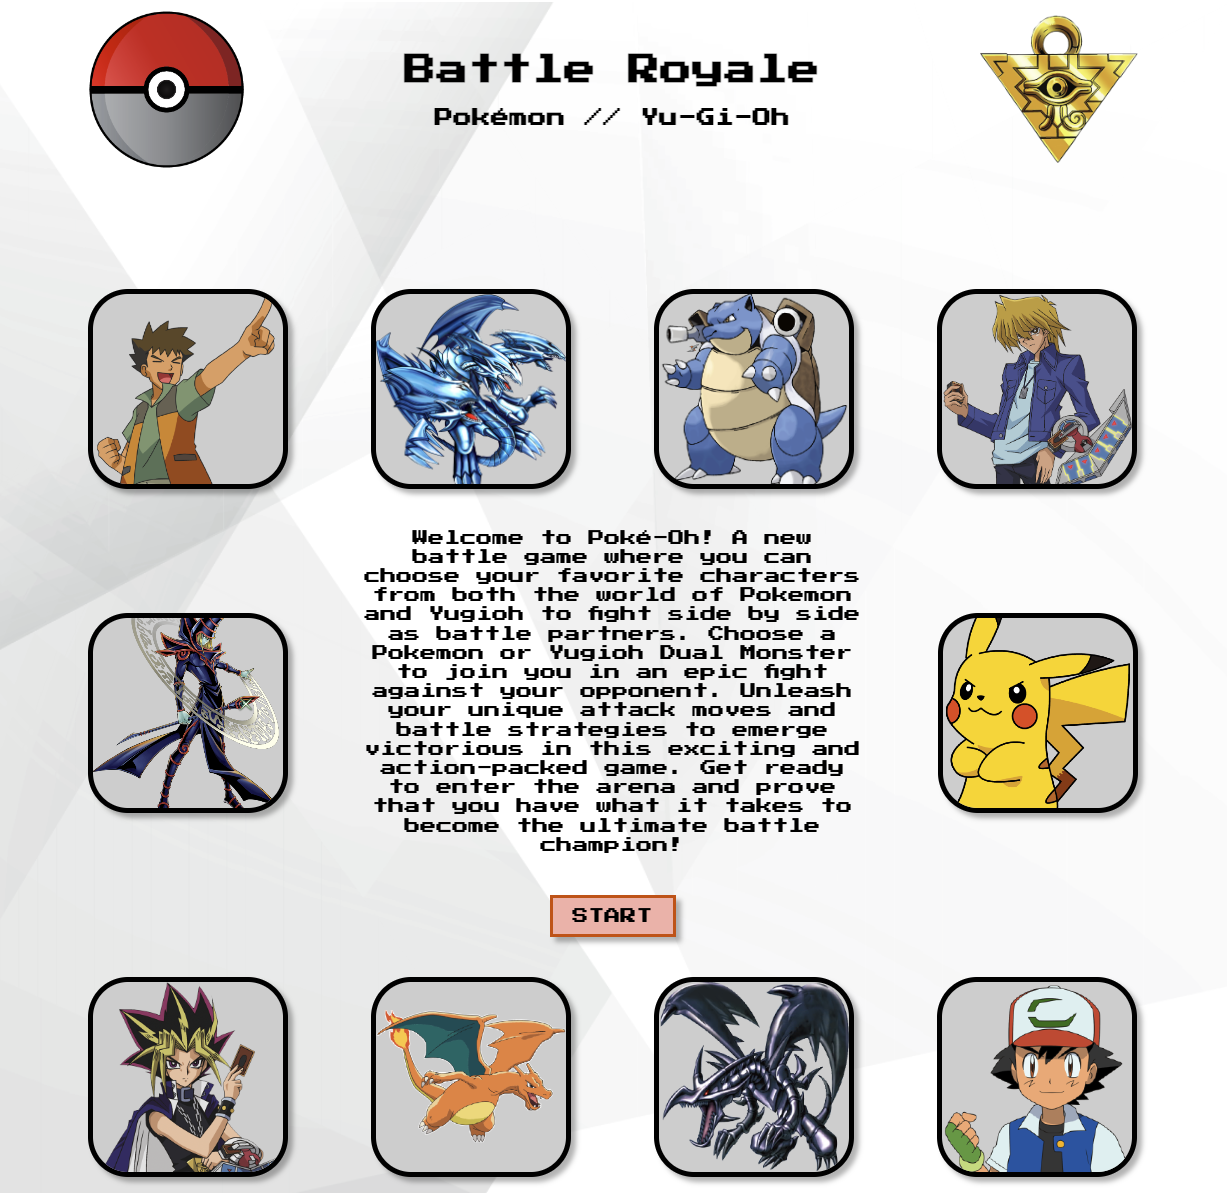 Battle Royale
Pokémon // Yu-Gi-Oh
Welcome to Poké-Oh! A new
battle game where you can
choose your favorite characters
from both the world of Pokemon
and Yugioh to fight side by side
as battle partners. Choose a
Pokemon or Yugioh Dual Monster
to join you in an epic fight
against your opponent. Unleash
your unique attack moves and
battle strategies to emerge
victorious in this exciting and
action-packed game. Get ready
to enter the arena and prove
that you have what it takes to
become the ultimate battle
champion!
START